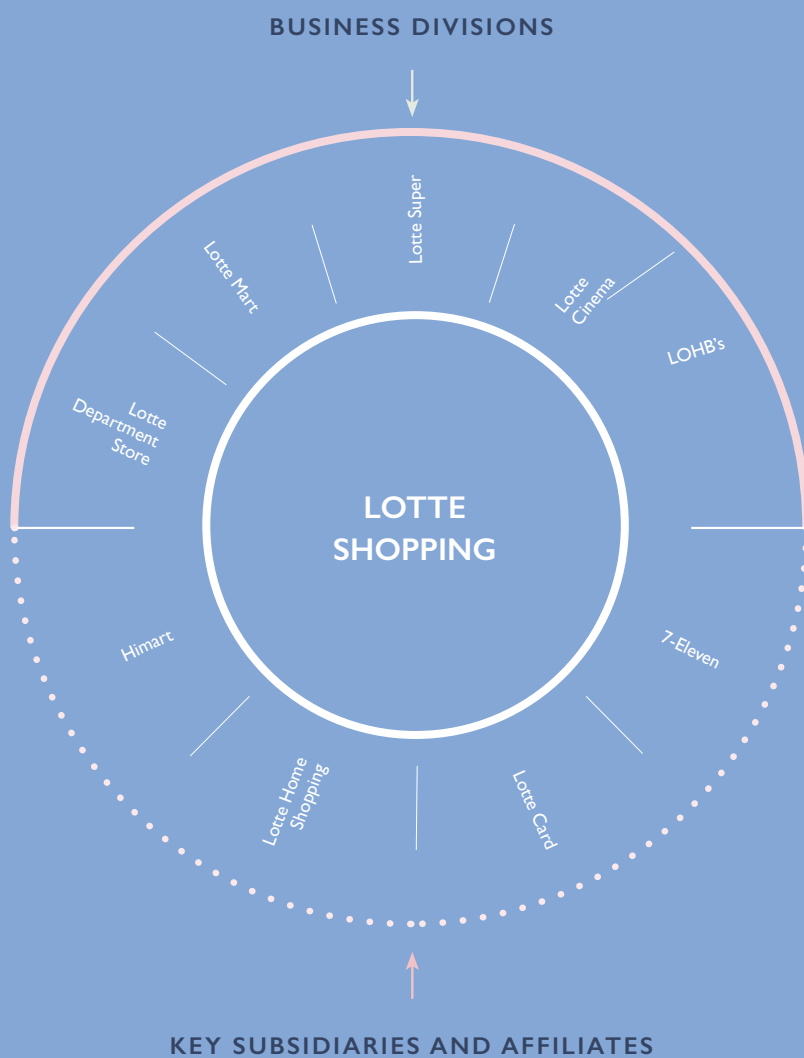 BUSINESS DIVISIONS
Lotte
Department
Store
Lotte Mart
Lotte Super
Lotte
Cinema
LOHB's
LOTTE
SHOPPING
Himart
Lotte Home
Shopping
Lotte Card
7-Eleven
KEY SUBSIDIARIES AND AFFILIATES